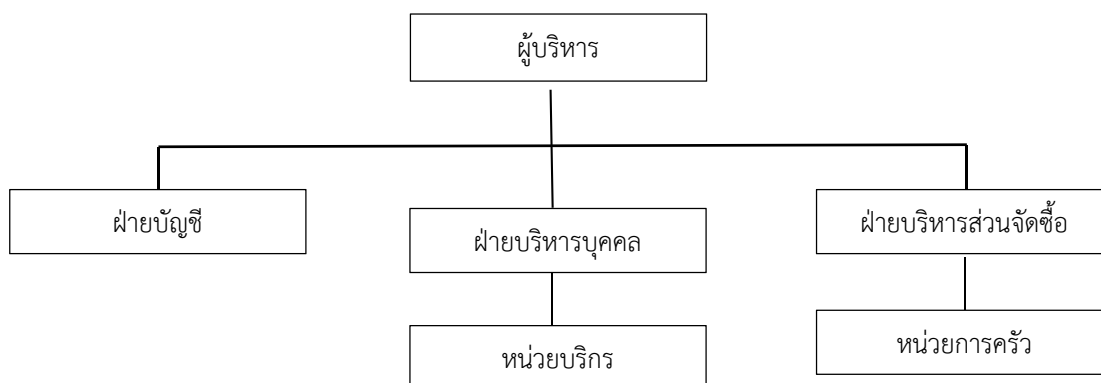 ผู้บริหาร
ฝ่ายบัญชี
ฝ่ายบริหารบุคคล
ฝ่ายบริหารส่วนจัดซื้อ
หน่วยบริกร
หน่วยการครัว